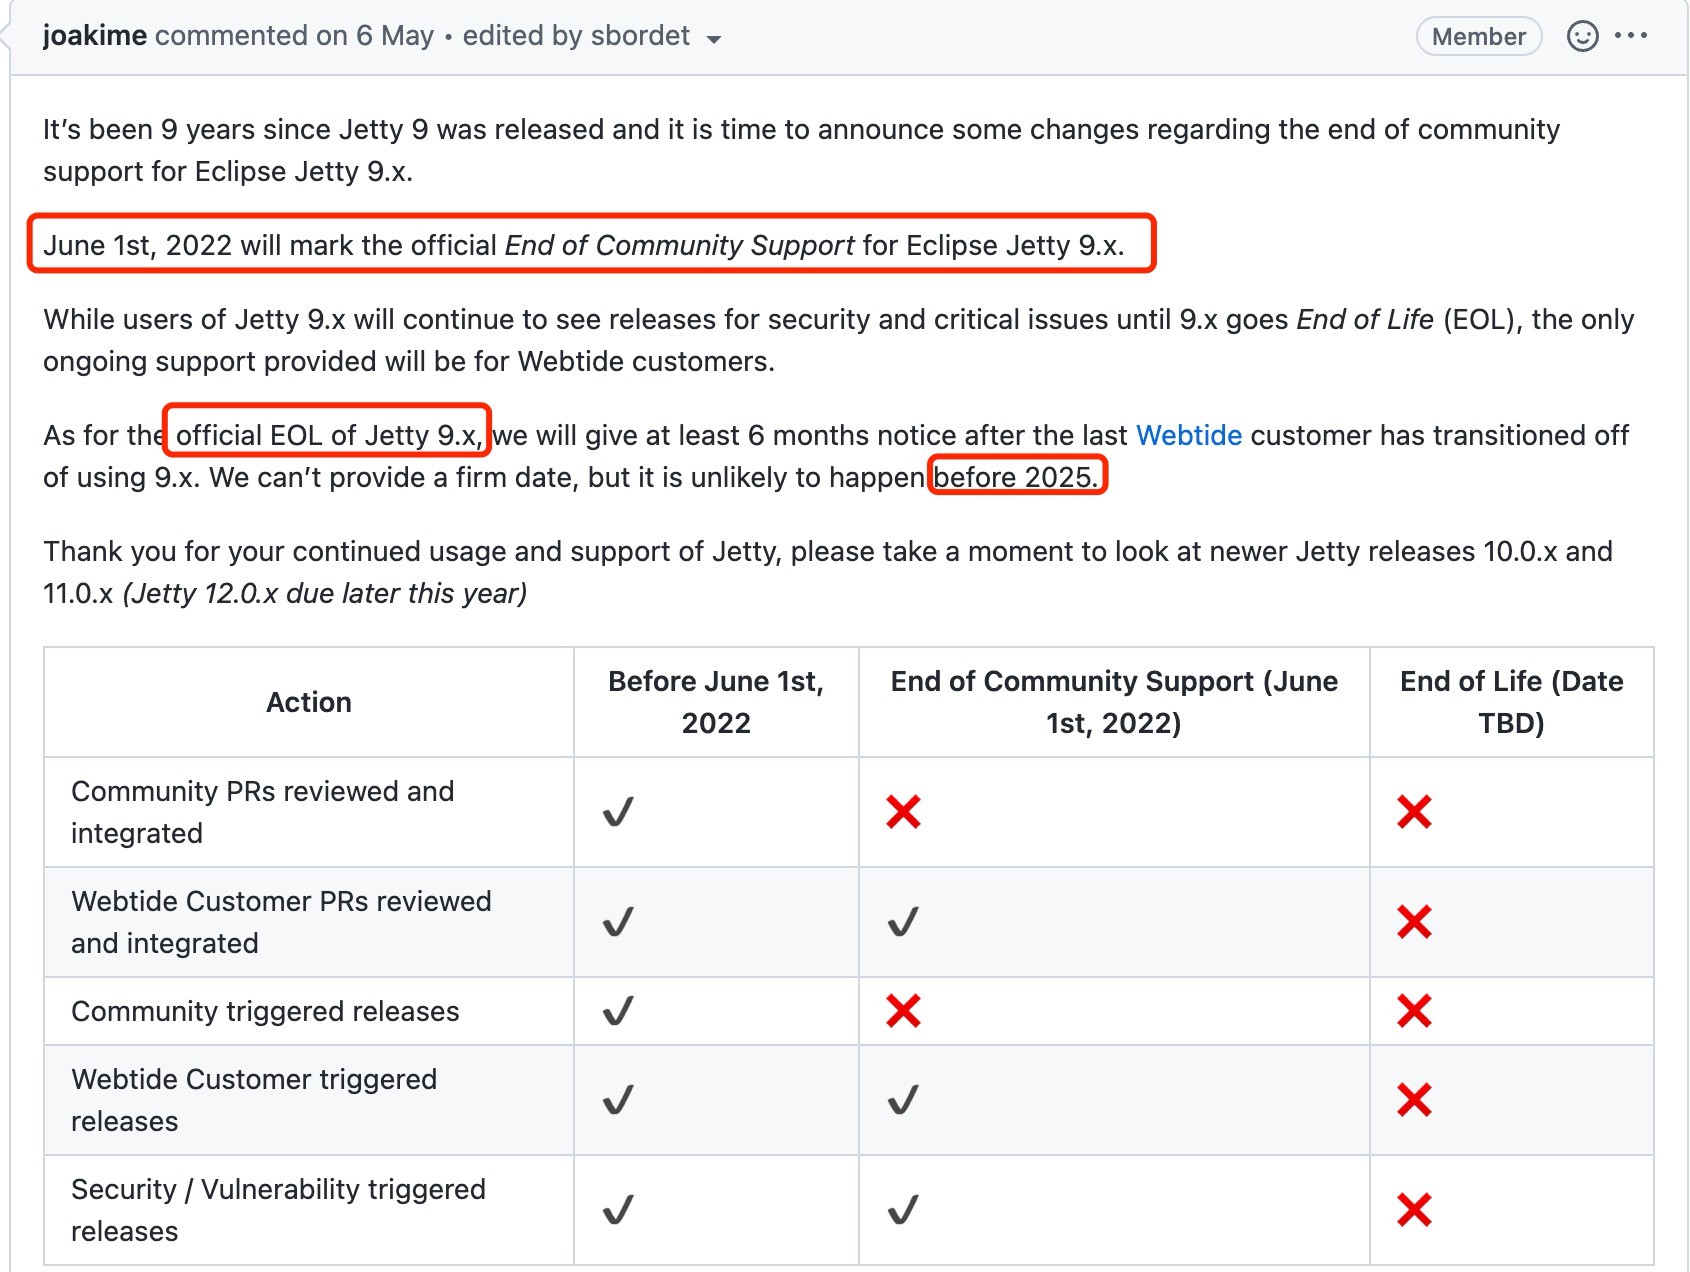 joakime commented on 6 May • edited by sbordet
Member
It’s been 9 years since Jetty 9 was released and it is time to announce some changes regarding the end of community
support for Eclipse Jetty 9.x.
June 1st, 2022 will mark the official End of Community Support for Eclipse Jetty 9.x.
While users of Jetty 9.x will continue to see releases for security and critical issues until 9.x goes End of Life (EOL), the only
ongoing support provided will be for Webtide customers.
As for the official EOL of Jetty 9.x, we will give at least 6 months notice after the last Webtide customer has transitioned off
of using 9.x. We can’t provide a firm date, but it is unlikely to happen before 2025.
Thank you for your continued usage and support of Jetty, please take a moment to look at newer Jetty releases 10.0.x and
11.0.x (Jetty 12.0.x due later this year)
Action
Before June 1st,
2022
End of Community Support (June
1st, 2022)
End of Life (Date
TBD)
Community PRs reviewed and
integrated
Webtide Customer PRs reviewed
and integrated
Community triggered releases
Webtide Customer triggered
releases
Security / Vulnerability triggered
releases